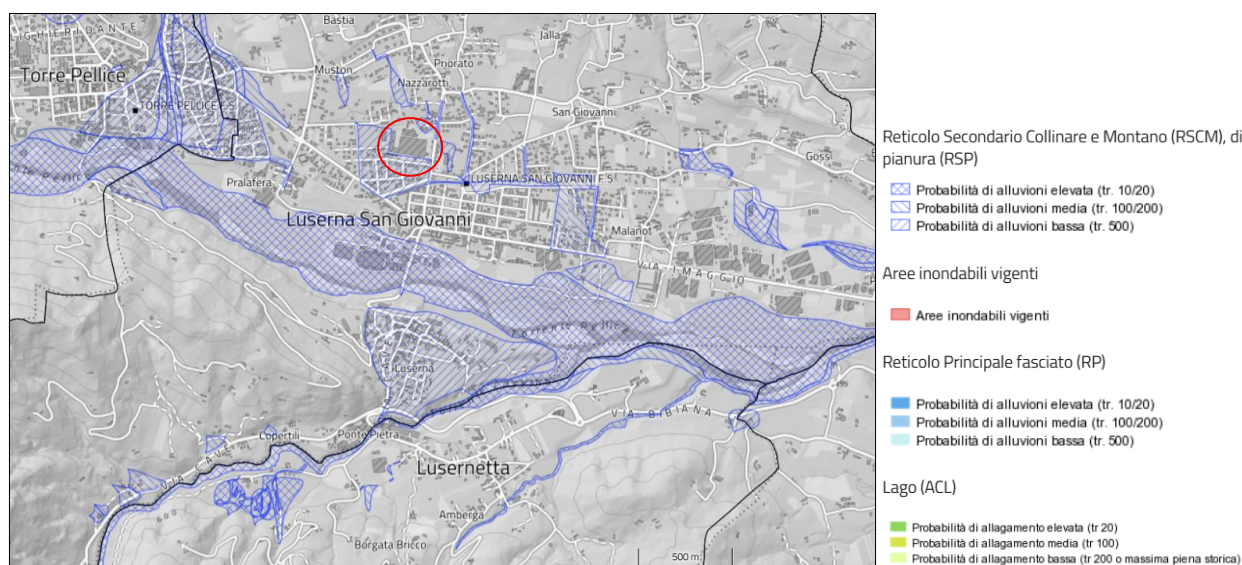 Bastia
Jalla
IGHIERI DANTE
Priorato
Muston
Torre Pellice
Nazzarotti
TORRE PELLICE F.S.
San Giovanni
Gossi
Pralafera
LUSERNA SAN GIOVANNI F.S.
Luserna San Giovanni
Malanot
VIA I MAGGIO
Torrente Pellice
Luserna
VIA BIBIANA
Copertili
Ponte Pietra
VIA CAVE
Lusernetta
Amberga
Borgata Bricco
500 m
Reticolo Secondario Collinare e Montano (RSCM), di
pianura (RSP)
Probabilità di alluvioni elevata (tr. 10/20)
Probabilità di alluvioni media (tr. 100/200)
Probabilità di alluvioni bassa (tr. 500)
Aree inondabili vigenti
Aree inondabili vigenti
Reticolo Principale fasciato (RP)
Probabilità di alluvioni elevata (tr. 10/20)
Probabilità di alluvioni media (tr. 100/200)
Probabilità di alluvioni bassa (tr. 500)
Lago (ACL)
Probabilità di allagamento elevata (tr 20)
Probabilità di allagamento media (tr 100)
Probabilità di allagamento bassa (tr 200 o massima piena storica)